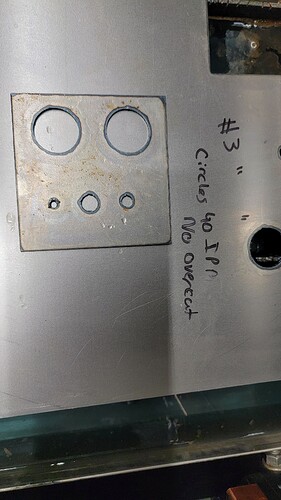 #3 " "
Circles 40 IPM
No overcut